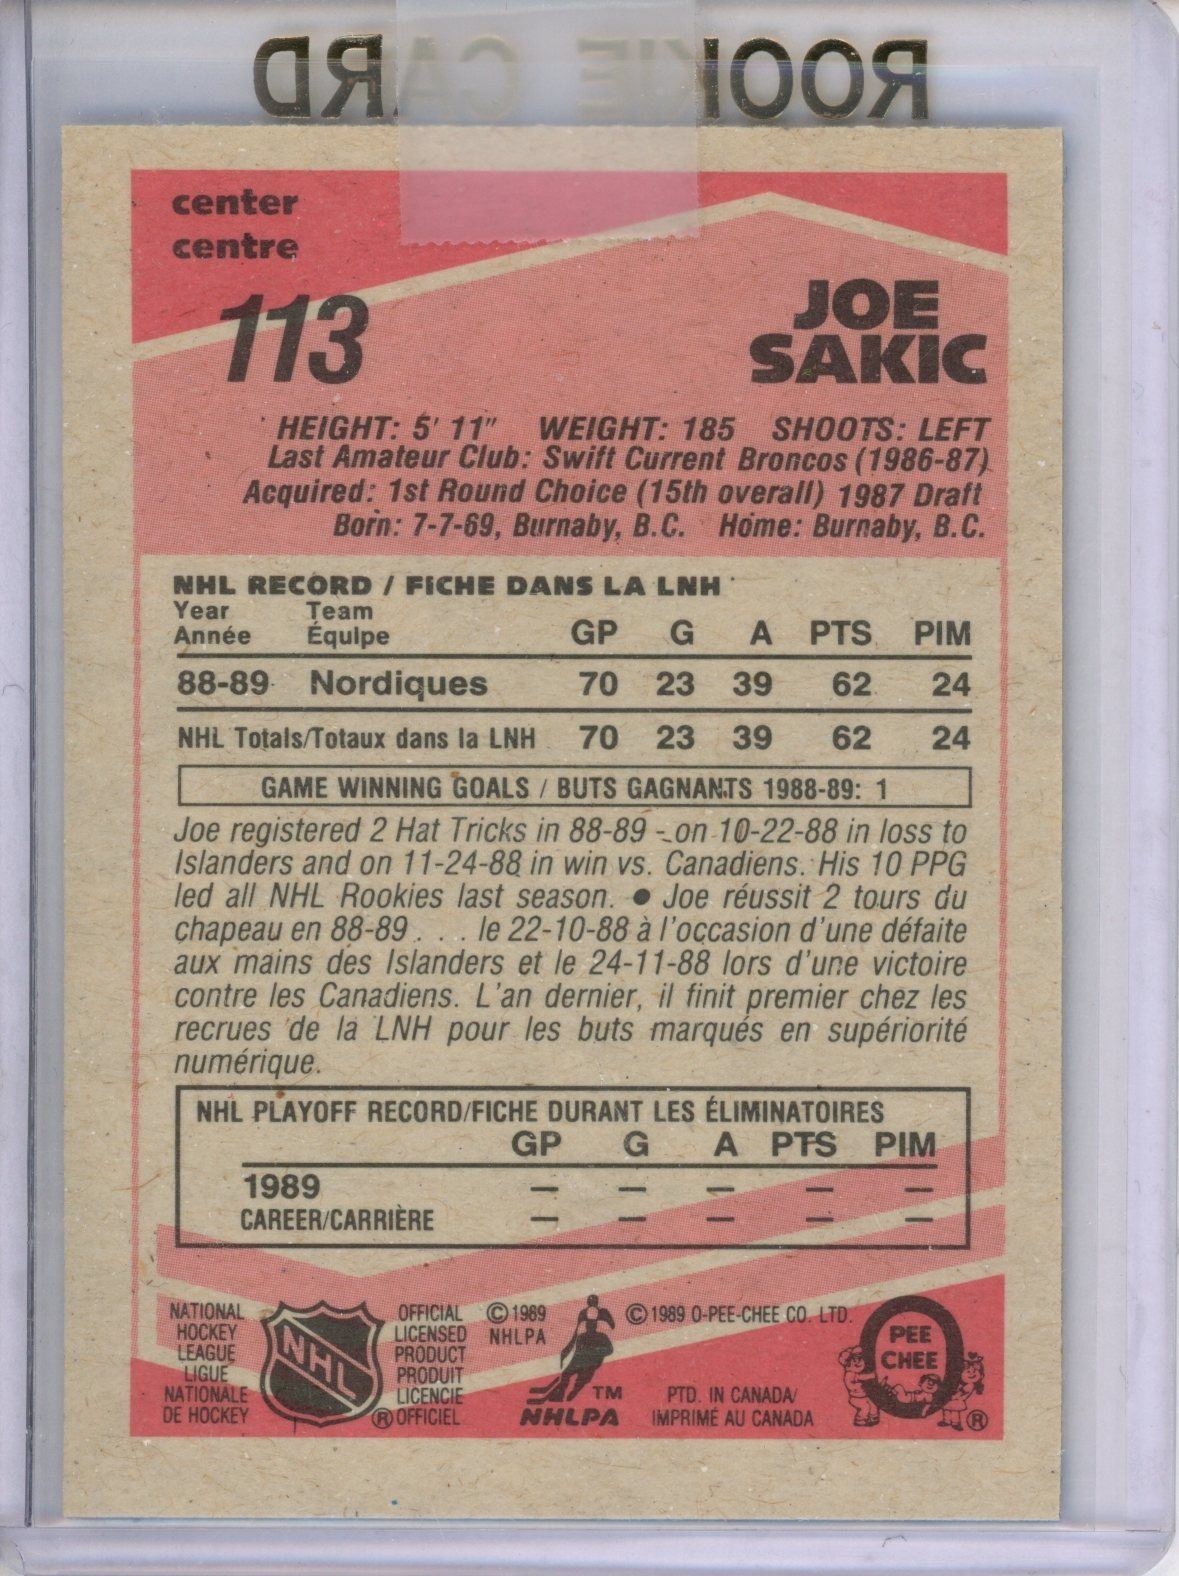 ROOKIE CARD
center
centre
113
JOE
SAKIC
HEIGHT: 5' 11" WEIGHT: 185 SHOOTS: LEFT
Last Amateur Club: Swift Current Broncos (1986-87)
Acquired: 1st Round Choice (15th overall) 1987 Draft
Born: 7-7-69, Burnaby, B.C. Home: Burnaby, B.C.
NHL RECORD / FICHE DANS LA LNH
Year Team
Année Équipe GP G A PTS PIM
88-89 Nordiques 70 23 39 62 24
NHL Totals/Totaux dans la LNH 70 23 39 62 24
GAME WINNING GOALS / BUTS GAGNANTS 1988-89: 1
Joe registered 2 Hat Tricks in 88-89 - on 10-22-88 in loss to
Islanders and on 11-24-88 in win vs. Canadiens. His 10 PPG
led all NHL Rookies last season. ● Joe réussit 2 tours du
chapeau en 88-89 . . . le 22-10-88 à l'occasion d'une défaite
aux mains des Islanders et le 24-11-88 lors d'une victoire
contre les Canadiens. L'an dernier, il finit premier chez les
recrues de la LNH pour les buts marqués en supériorité
numérique.
NHL PLAYOFF RECORD/FICHE DURANT LES ÉLIMINATOIRES
GP G A PTS PIM
1989 — — — — —
CAREER/CARRIÈRE — — — — —
NATIONAL
HOCKEY
LEAGUE
LIGUE
NATIONALE
DE HOCKEY
NHL
OFFICIAL
LICENSED
PRODUCT
PRODUIT
LICENCIE
® OFFICIEL
© 1989
NHLPA
TM
NHLPA
© 1989 O-PEE-CHEE CO. LTD.
PTD. IN CANADA/
IMPRIMÉ AU CANADA
O
PEE
CHEE
®